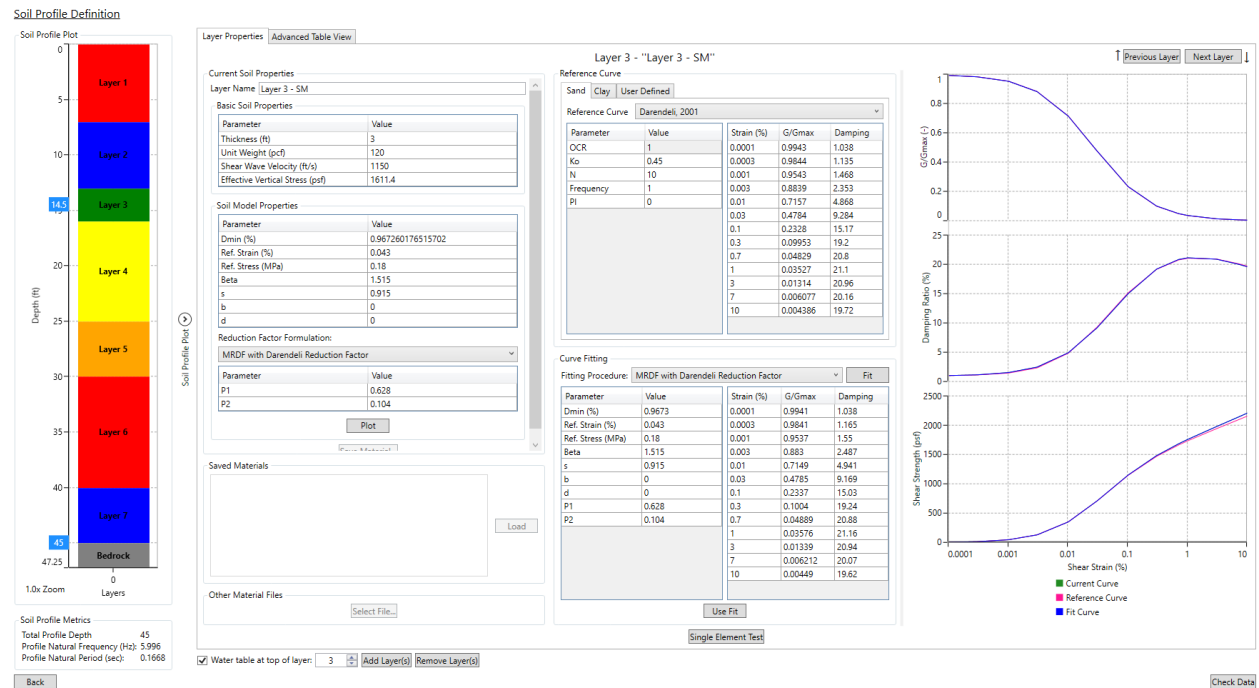 Soil Profile Definition
Soil Profile Plot
0
5
10
14.5
20
25
30
35
40
45
47.25
Depth (ft)
Layer 1
Layer 2
Layer 3
Layer 4
Layer 5
Layer 6
Layer 7
Bedrock
0
1.0x Zoom Layers
Soil Profile Metrics
Total Profile Depth 45
Profile Natural Frequency (Hz): 5.996
Profile Natural Period (sec): 0.1668
Back
Soil Profile Plot
Layer Properties Advanced Table View
Layer 3 - "Layer 3 - SM"
Previous Layer Next Layer
Current Soil Properties
Layer Name Layer 3 - SM
Basic Soil Properties
Parameter Value
Thickness (ft) 3
Unit Weight (pcf) 120
Shear Wave Velocity (ft/s) 1150
Effective Vertical Stress (psf) 1611.4
Soil Model Properties
Parameter Value
Dmin (%) 0.967260176515702
Ref. Strain (%) 0.043
Ref. Stress (MPa) 0.18
Beta 1.515
s 0.915
b 0
d 0
Reduction Factor Formulation:
MRDF with Darendeli Reduction Factor
Parameter Value
P1 0.628
P2 0.104
Plot
Saved Materials
Load
Other Material Files
Select File...
Water table at top of layer: 3 Add Layer(s) Remove Layer(s)
Reference Curve
Sand Clay User Defined
Reference Curve Darendeli, 2001
Parameter Value
OCR 1
Ko 0.45
N 10
Frequency 1
PI 0
Strain (%) G/Gmax Damping
0.0001 0.9943 1.038
0.0003 0.9844 1.135
0.001 0.9543 1.468
0.003 0.8839 2.353
0.01 0.7157 4.868
0.03 0.4784 9.284
0.1 0.2328 15.17
0.3 0.09953 19.2
0.7 0.04829 20.8
1 0.03527 21.1
3 0.01314 20.96
7 0.006077 20.16
10 0.004386 19.72
Curve Fitting
Fitting Procedure: MRDF with Darendeli Reduction Factor Fit
Parameter Value
Dmin (%) 0.9673
Ref. Strain (%) 0.043
Ref. Stress (MPa) 0.18
Beta 1.515
s 0.915
b 0
d 0
P1 0.628
P2 0.104
Strain (%) G/Gmax Damping
0.0001 0.9941 1.038
0.0003 0.9841 1.165
0.001 0.9537 1.55
0.003 0.883 2.487
0.01 0.7149 4.941
0.03 0.4785 9.169
0.1 0.2337 15.03
0.3 0.1004 19.24
0.7 0.04889 20.88
1 0.03576 21.16
3 0.01339 20.94
7 0.006212 20.07
10 0.00449 19.62
Use Fit
Single Element Test
G/Gmax (-)
1
0.8
0.6
0.4
0.2
0
Damping Ratio (%)
25
20
15
10
5
0
Shear Strength (psf)
2500
2000
1500
1000
500
0
0.0001 0.001 0.01 0.1 1 10
Shear Strain (%)
Current Curve
Reference Curve
Fit Curve
Check Data